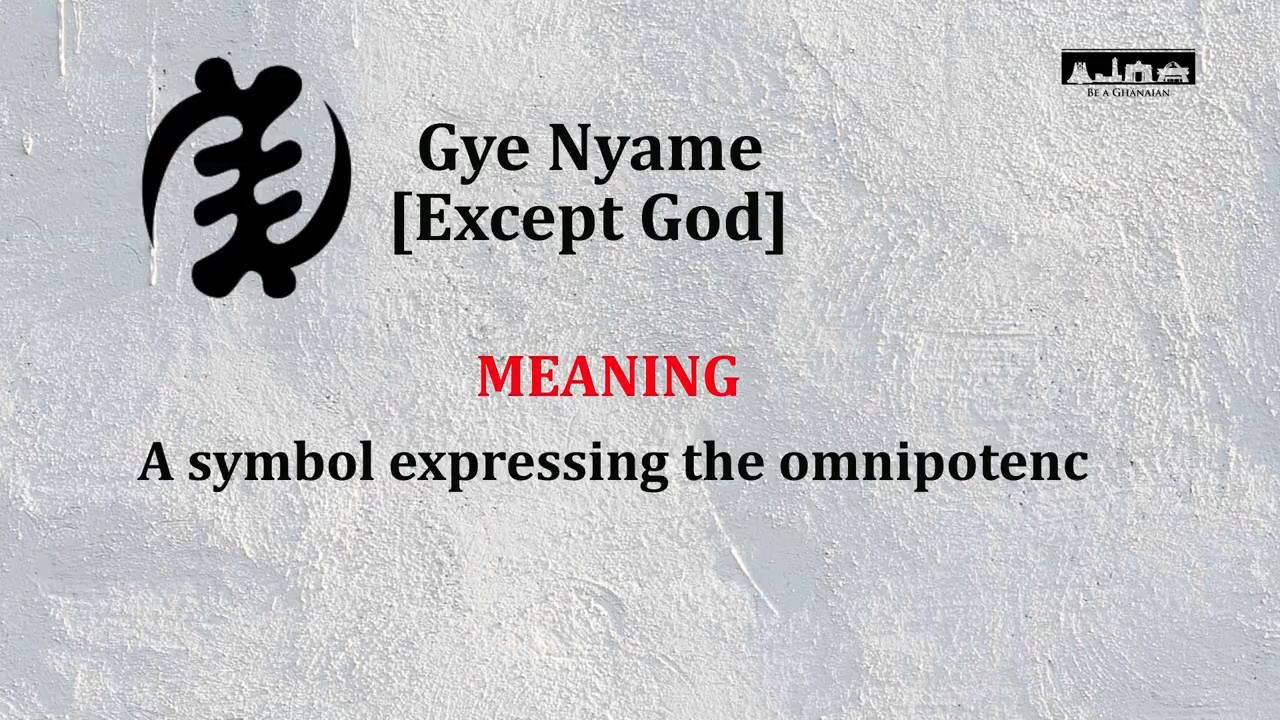 BE A GHANAIAN
Gye Nyame
[Except God]
MEANING
A symbol expressing the omnipotenc